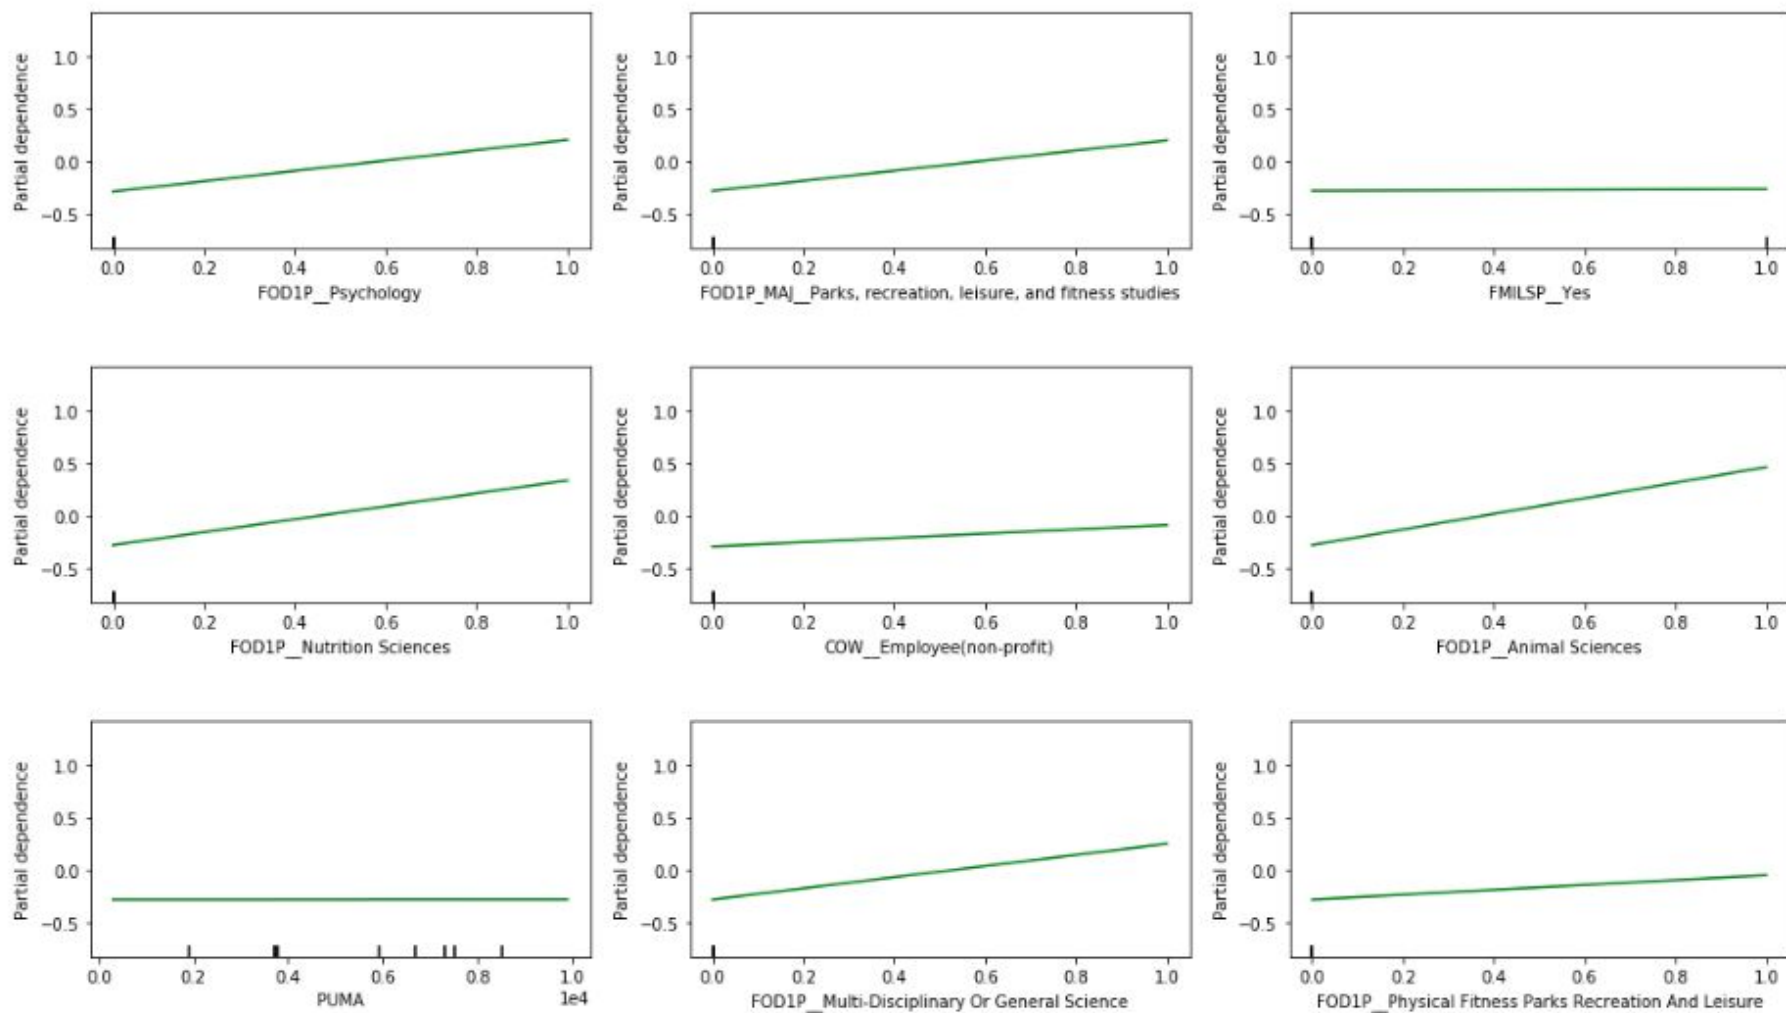 Partial dependence
1.0
0.5
0.0
−0.5
0.0 0.2 0.4 0.6 0.8 1.0
FOD1P__Psychology
Partial dependence
1.0
0.5
0.0
−0.5
0.0 0.2 0.4 0.6 0.8 1.0
FOD1P_MAJ__Parks, recreation, leisure, and fitness studies
Partial dependence
1.0
0.5
0.0
−0.5
0.0 0.2 0.4 0.6 0.8 1.0
FMILSP__Yes
Partial dependence
1.0
0.5
0.0
−0.5
0.0 0.2 0.4 0.6 0.8 1.0
FOD1P__Nutrition Sciences
Partial dependence
1.0
0.5
0.0
−0.5
0.0 0.2 0.4 0.6 0.8 1.0
COW__Employee(non-profit)
Partial dependence
1.0
0.5
0.0
−0.5
0.0 0.2 0.4 0.6 0.8 1.0
FOD1P__Animal Sciences
Partial dependence
1.0
0.5
0.0
−0.5
0.0 0.2 0.4 0.6 0.8 1.0
PUMA 1e4
Partial dependence
1.0
0.5
0.0
−0.5
0.0 0.2 0.4 0.6 0.8 1.0
FOD1P__Multi-Disciplinary Or General Science
Partial dependence
1.0
0.5
0.0
−0.5
0.0 0.2 0.4 0.6 0.8 1.0
FOD1P__Physical Fitness Parks Recreation And Leisure